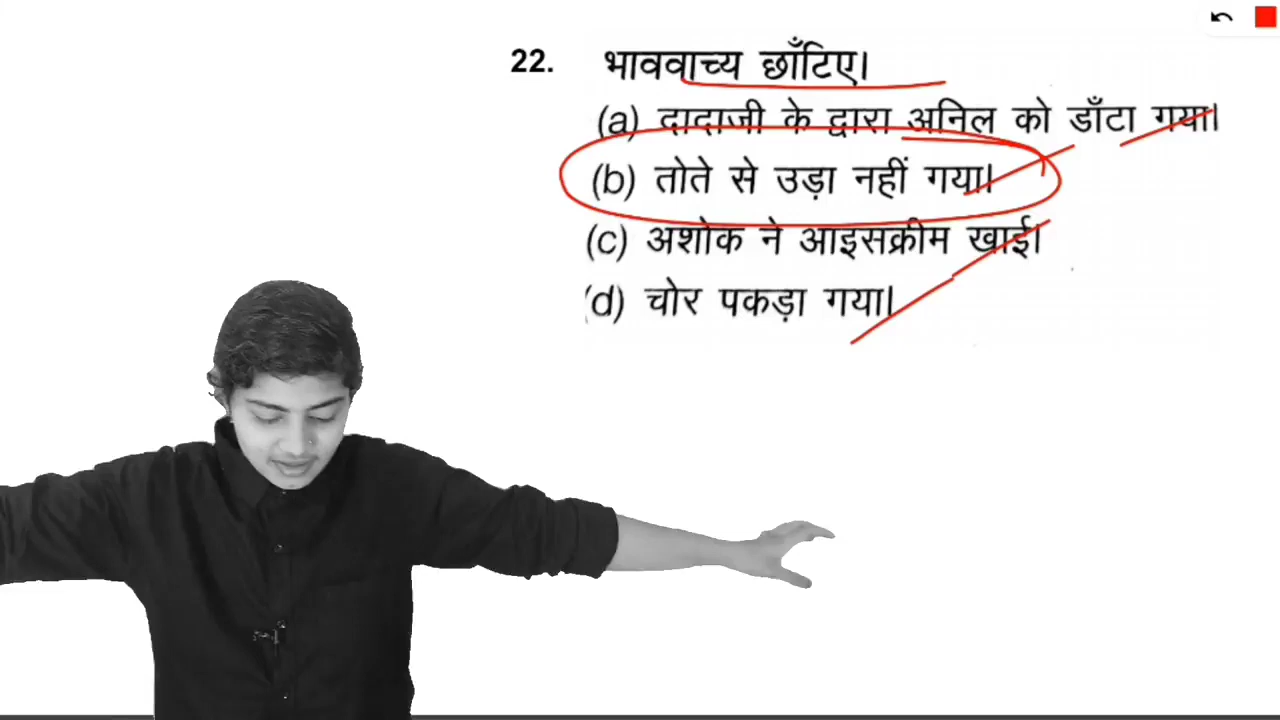 22. भाववाच्य छाँटिए।
(a) दादाजी के द्वारा अनिल को डाँटा गया।
(b) तोते से उड़ा नहीं गया।
(c) अशोक ने आइसक्रीम खाई।
(d) चोर पकड़ा गया।